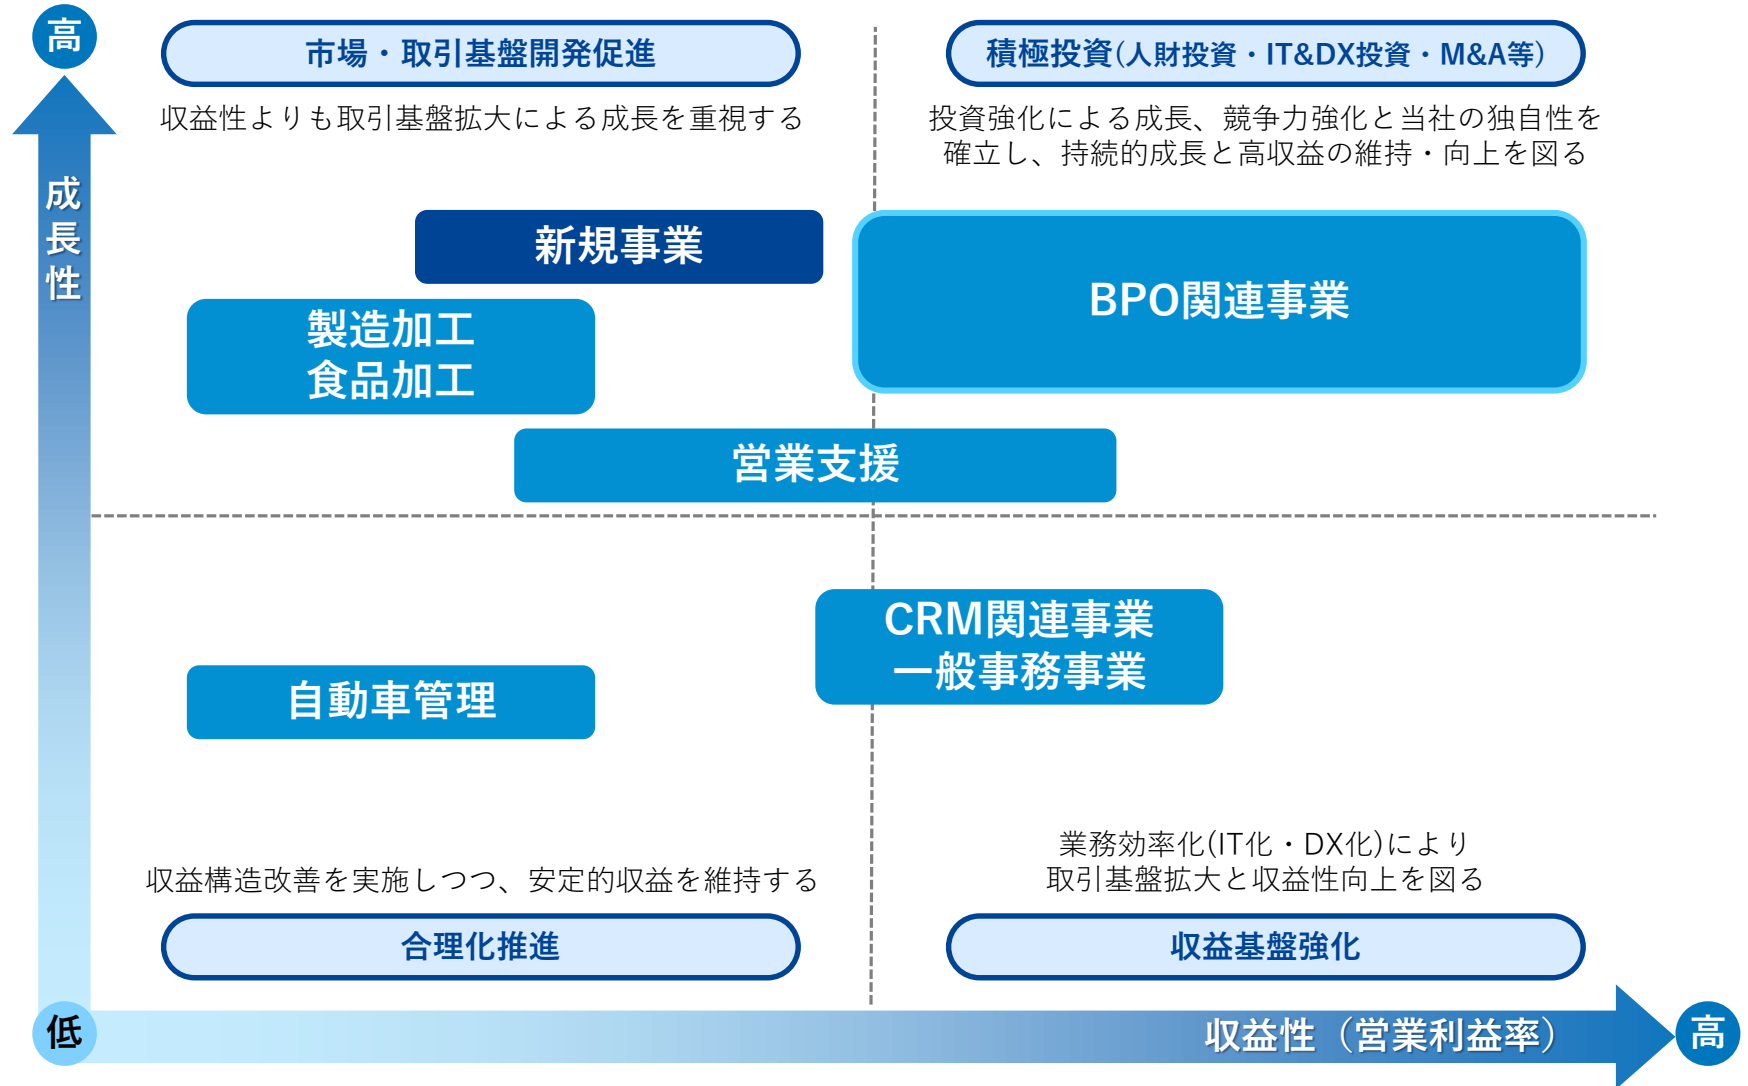 高
市場・取引基盤開発促進
積極投資(人財投資・IT&DX投資・M&A等)
収益性よりも取引基盤拡大による成長を重視する
投資強化による成長、競争力強化と当社の独自性を
確立し、持続的成長と高収益の維持・向上を図る
成長性
新規事業
BPO関連事業
製造加工
食品加工
営業支援
CRM関連事業
一般事務事業
自動車管理
業務効率化(IT化・DX化)により
取引基盤拡大と収益性向上を図る
収益構造改善を実施しつつ、安定的収益を維持する
合理化推進
収益基盤強化
低
収益性（営業利益率）
高